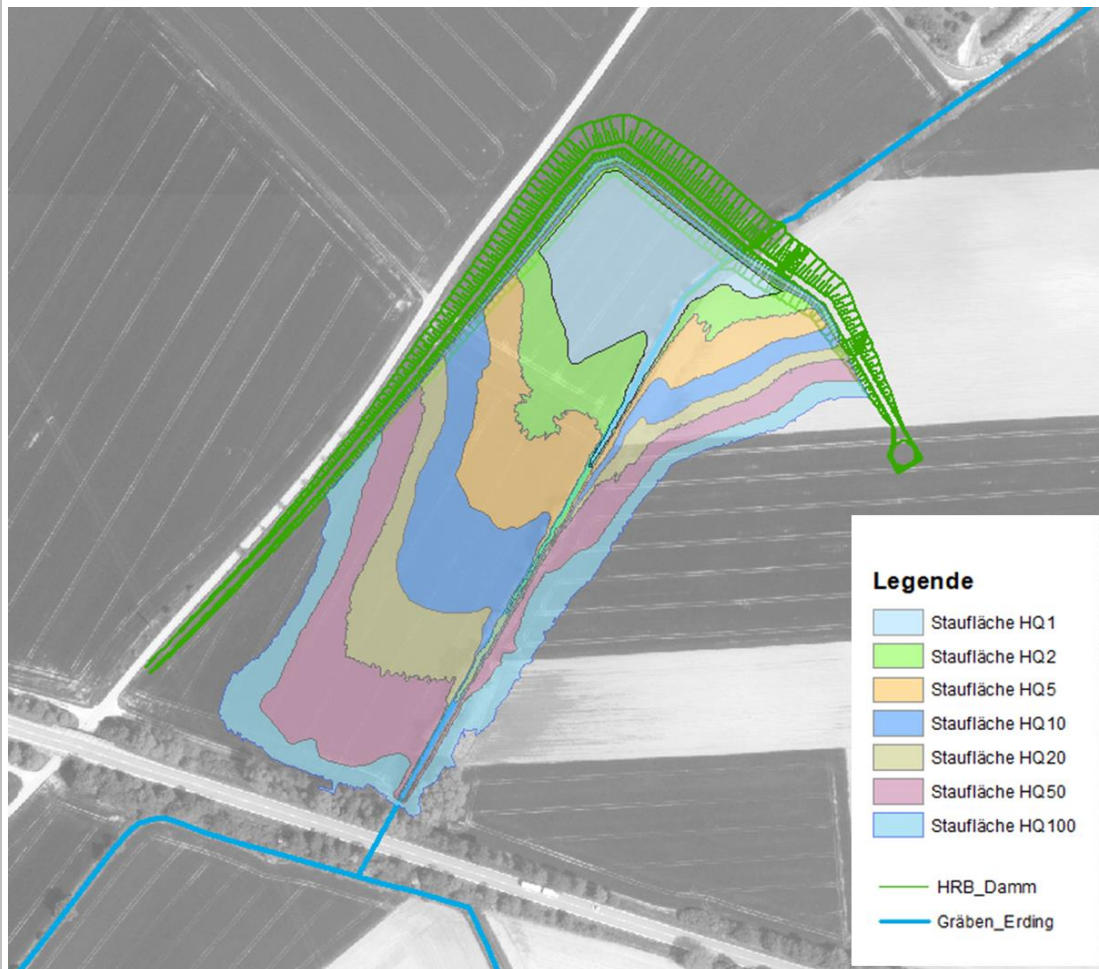 Legende
Staufläche HQ1
Staufläche HQ2
Staufläche HQ5
Staufläche HQ10
Staufläche HQ20
Staufläche HQ50
Staufläche HQ100
HRB_Damm
Gräben_Erding